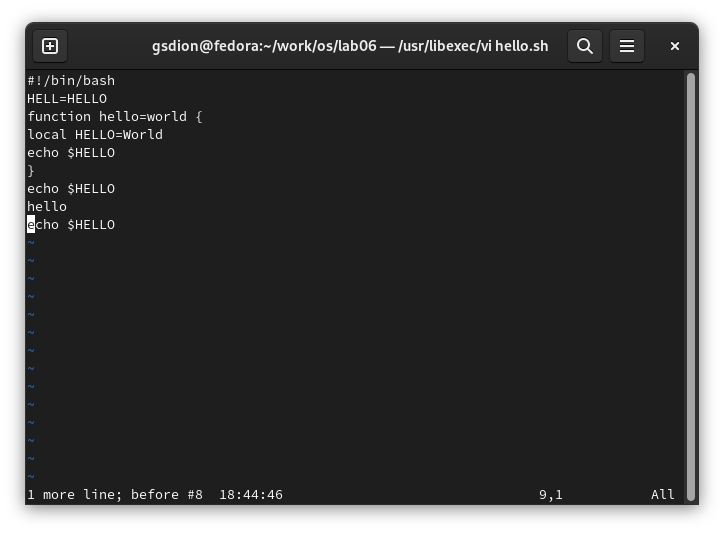 gsdion@fedora:~/work/os/lab06 — /usr/libexec/vi hello.sh
#!/bin/bash
HELL=HELLO
function hello=world {
local HELLO=World
echo $HELLO
}
echo $HELLO
hello
echo $HELLO
~
~
~
~
~
~
~
~
~
~
~
~
~
~
1 more line; before #8  18:44:46 9,1 All